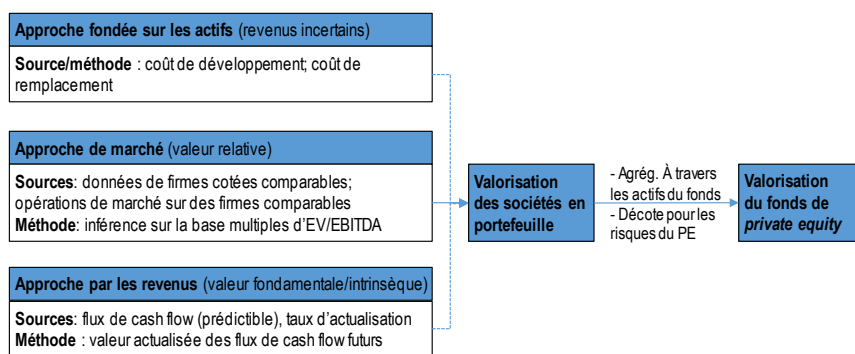 Approche fondée sur les actifs (revenus incertains)
Source/méthode : coût de développement; coût de
remplacement
Approche de marché (valeur relative)
Sources: données de firmes cotées comparables;
opérations de marché sur des firmes comparables
Méthode: inférence sur la base multiples d'EV/EBITDA
Approche par les revenus (valeur fondamentale/intrinsèque)
Sources: flux de cash flow (prédictible), taux d'actualisation
Méthode : valeur actualisée des flux de cash flow futurs
Valorisation
des sociétés en
portefeuille
- Agrég. À travers
les actifs du fonds
- Décote pour les
risques du PE
Valorisation
du fonds de
private equity